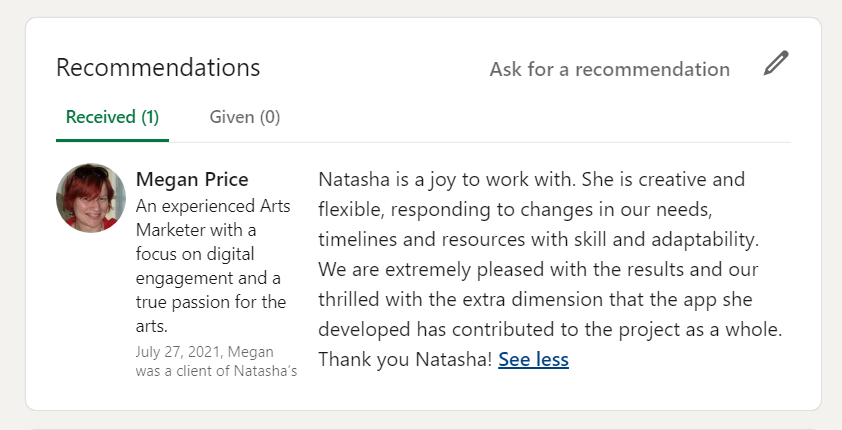 Recommendations
Ask for a recommendation
Received (1)
Given (0)
Megan Price
An experienced Arts
Marketer with a
focus on digital
engagement and a
true passion for the
arts.
July 27, 2021, Megan
was a client of Natasha's
Natasha is a joy to work with. She is creative and
flexible, responding to changes in our needs,
timelines and resources with skill and adaptability.
We are extremely pleased with the results and our
thrilled with the extra dimension that the app she
developed has contributed to the project as a whole.
Thank you Natasha! See less